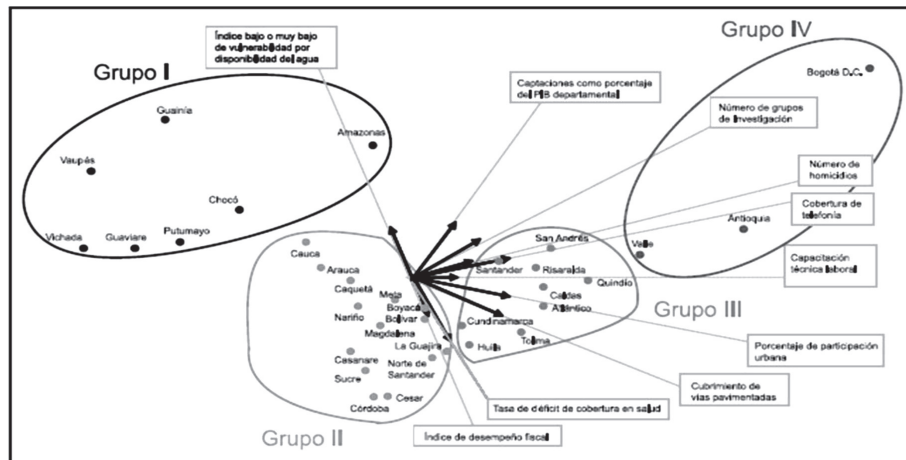 Índice bajo o muy bajo
de vulnerabilidad por
disponibilidad del agua
Grupo I
Guainía
Amazonas
Vaupés
Chocó
Vichada
Guaviare
Putumayo
Grupo IV
Bogotá D.C.
Captaciones como porcentaje
del PIB departamental
Número de grupos
de Investigación
Número de
homicidios
Cobertura de
telefonía
Antioquia
Valle
Capacitación
técnica laboral
San Andrés
Santander
Risaralda
Quindío
Caldas
Atlántico
Cundinamarca
Huila
Tolima
Grupo III
Cauca
Arauca
Caquetá
Meta
Boyacá
Nariño
Bolívar
Magdalena
La Guajira
Casanare
Norte de
Santander
Sucre
Córdoba
Cesar
Grupo II
Porcentaje de participación
urbana
Cubrimiento de
vías pavimentadas
Tasa de déficit de cobertura en salud
Índice de desempeño fiscal